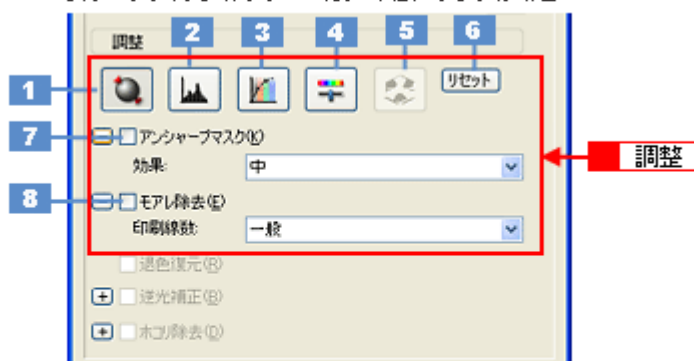 調整
2 3 4 5 6
1
リセット
7
アンシャープマスク(K)
効果:
中
調整
8
モアレ除去(E)
印刷線数:
一般
退色復元(R)
逆光補正(B)
ホコリ除去(D)